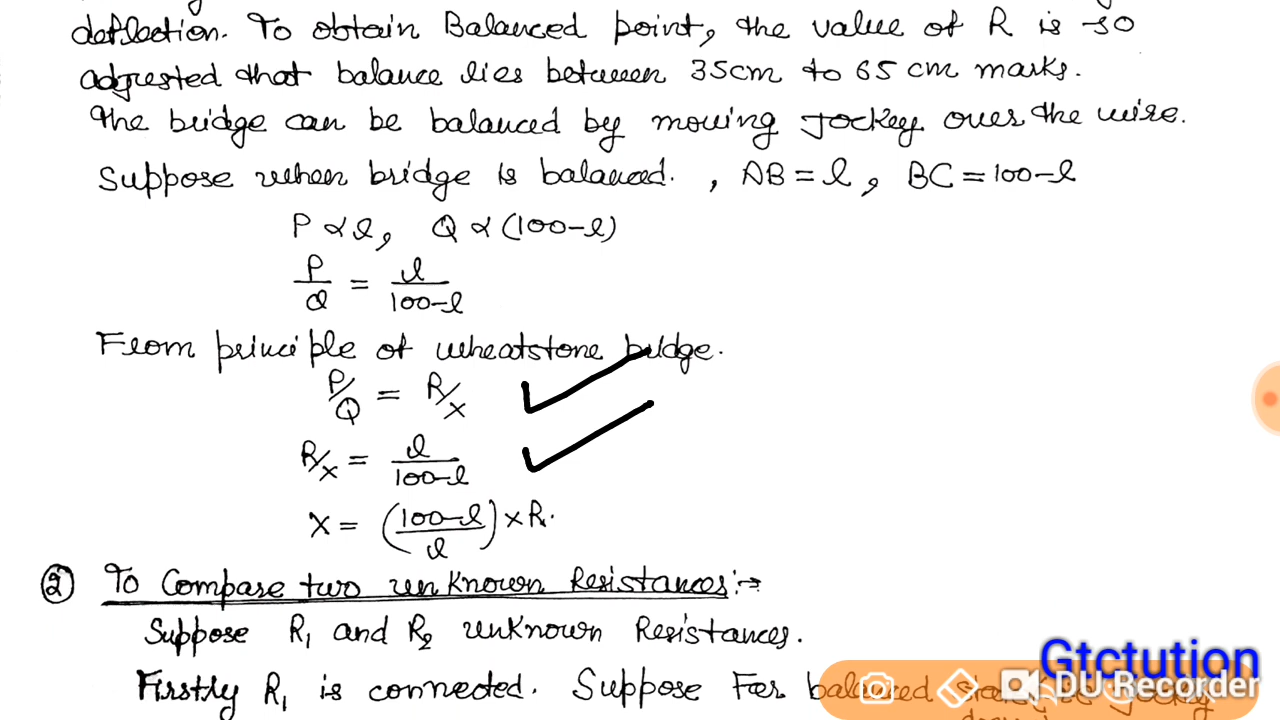 deflection. To obtain Balanced point, the value of R is so
adjusted that balance lies between 35cm to 65 cm marks.
The bridge can be balanced by moving Jockey over the wire.
Suppose when bridge is balanced. , AB = l, BC = 100-l
P ∝ l, Q ∝ (100-l)
P/Q = l/100-l
From principle of wheatstone bridge.
P/Q = R/X
R/X = l/100-l
X = (100-l/l) × R.
② To Compare two unknown Resistances:→
Suppose R₁ and R₂ unknown Resistances.
Gtctution
Firstly R₁ is connected. Suppose For balanced
DU Recorder